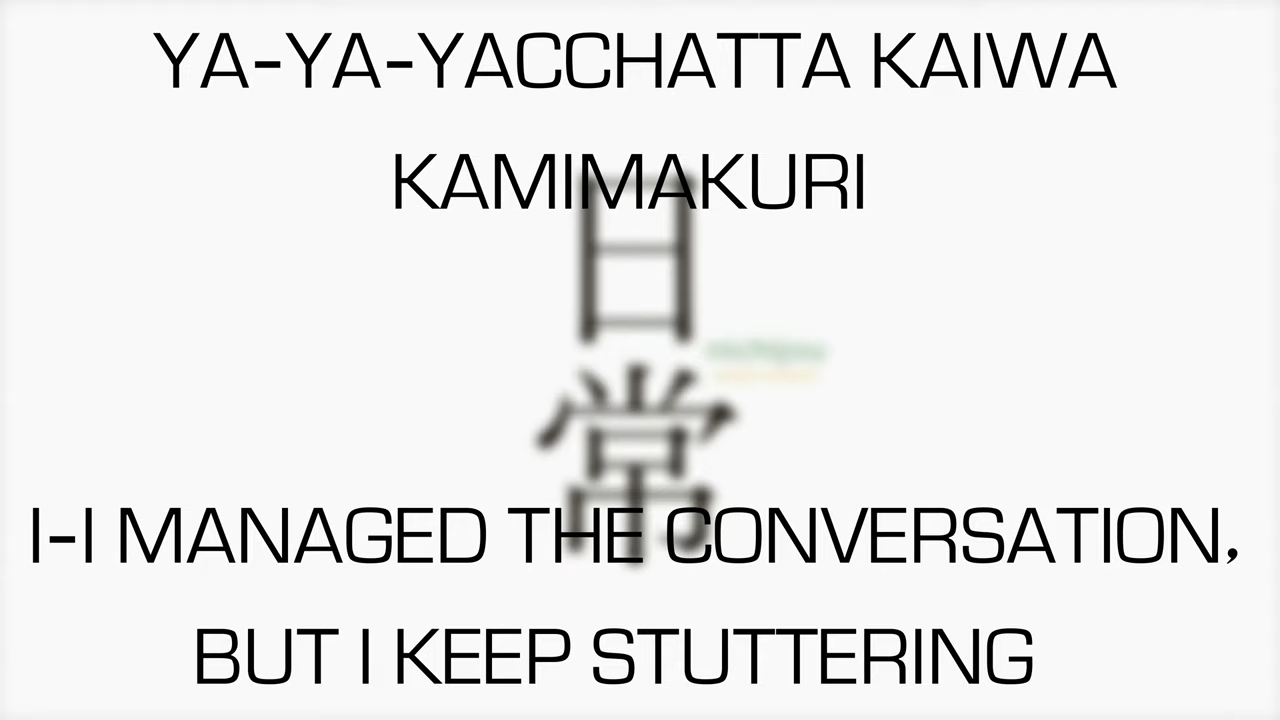 YA-YA-YACCHATTA KAIWA
KAMIMAKURI
日
常
I-I MANAGED THE CONVERSATION,
BUT I KEEP STUTTERING